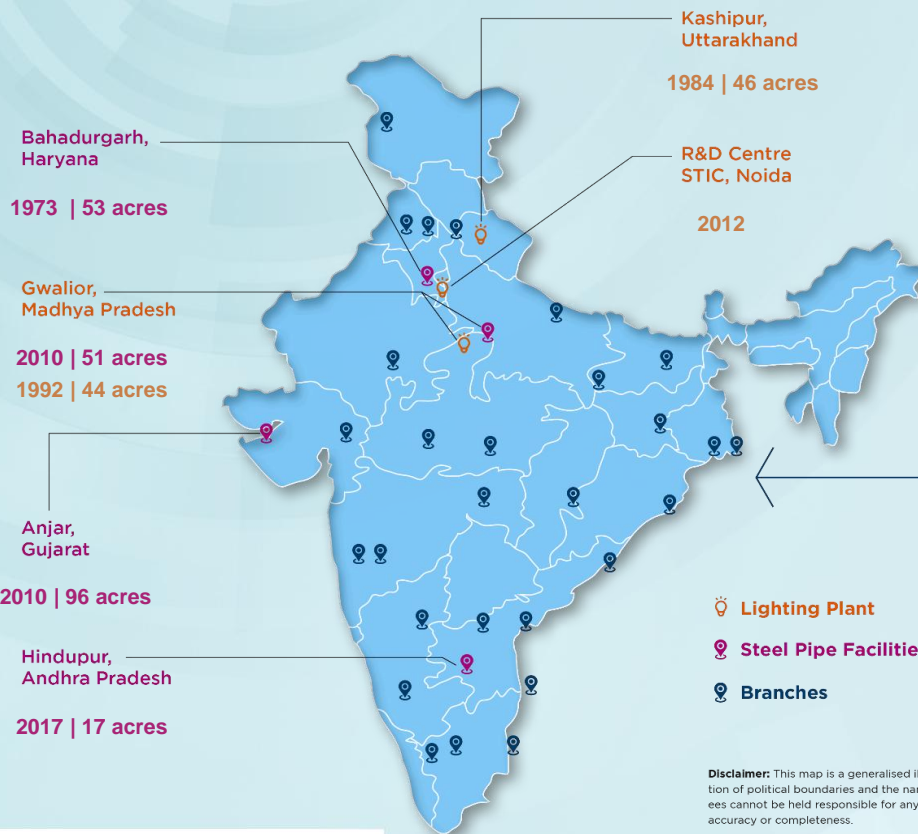 Kashipur,
Uttarakhand
1984 | 46 acres
Bahadurgarh,
Haryana
1973 | 53 acres
R&D Centre
STIC, Noida
2012
Gwalior,
Madhya Pradesh
2010 | 51 acres
1992 | 44 acres
Anjar,
Gujarat
2010 | 96 acres
Hindupur,
Andhra Pradesh
2017 | 17 acres
Lighting Plant
Steel Pipe Facilitie
Branches
Disclaimer: This map is a generalised il
tion of political boundaries and the nar
ees cannot be held responsible for any
accuracy or completeness.